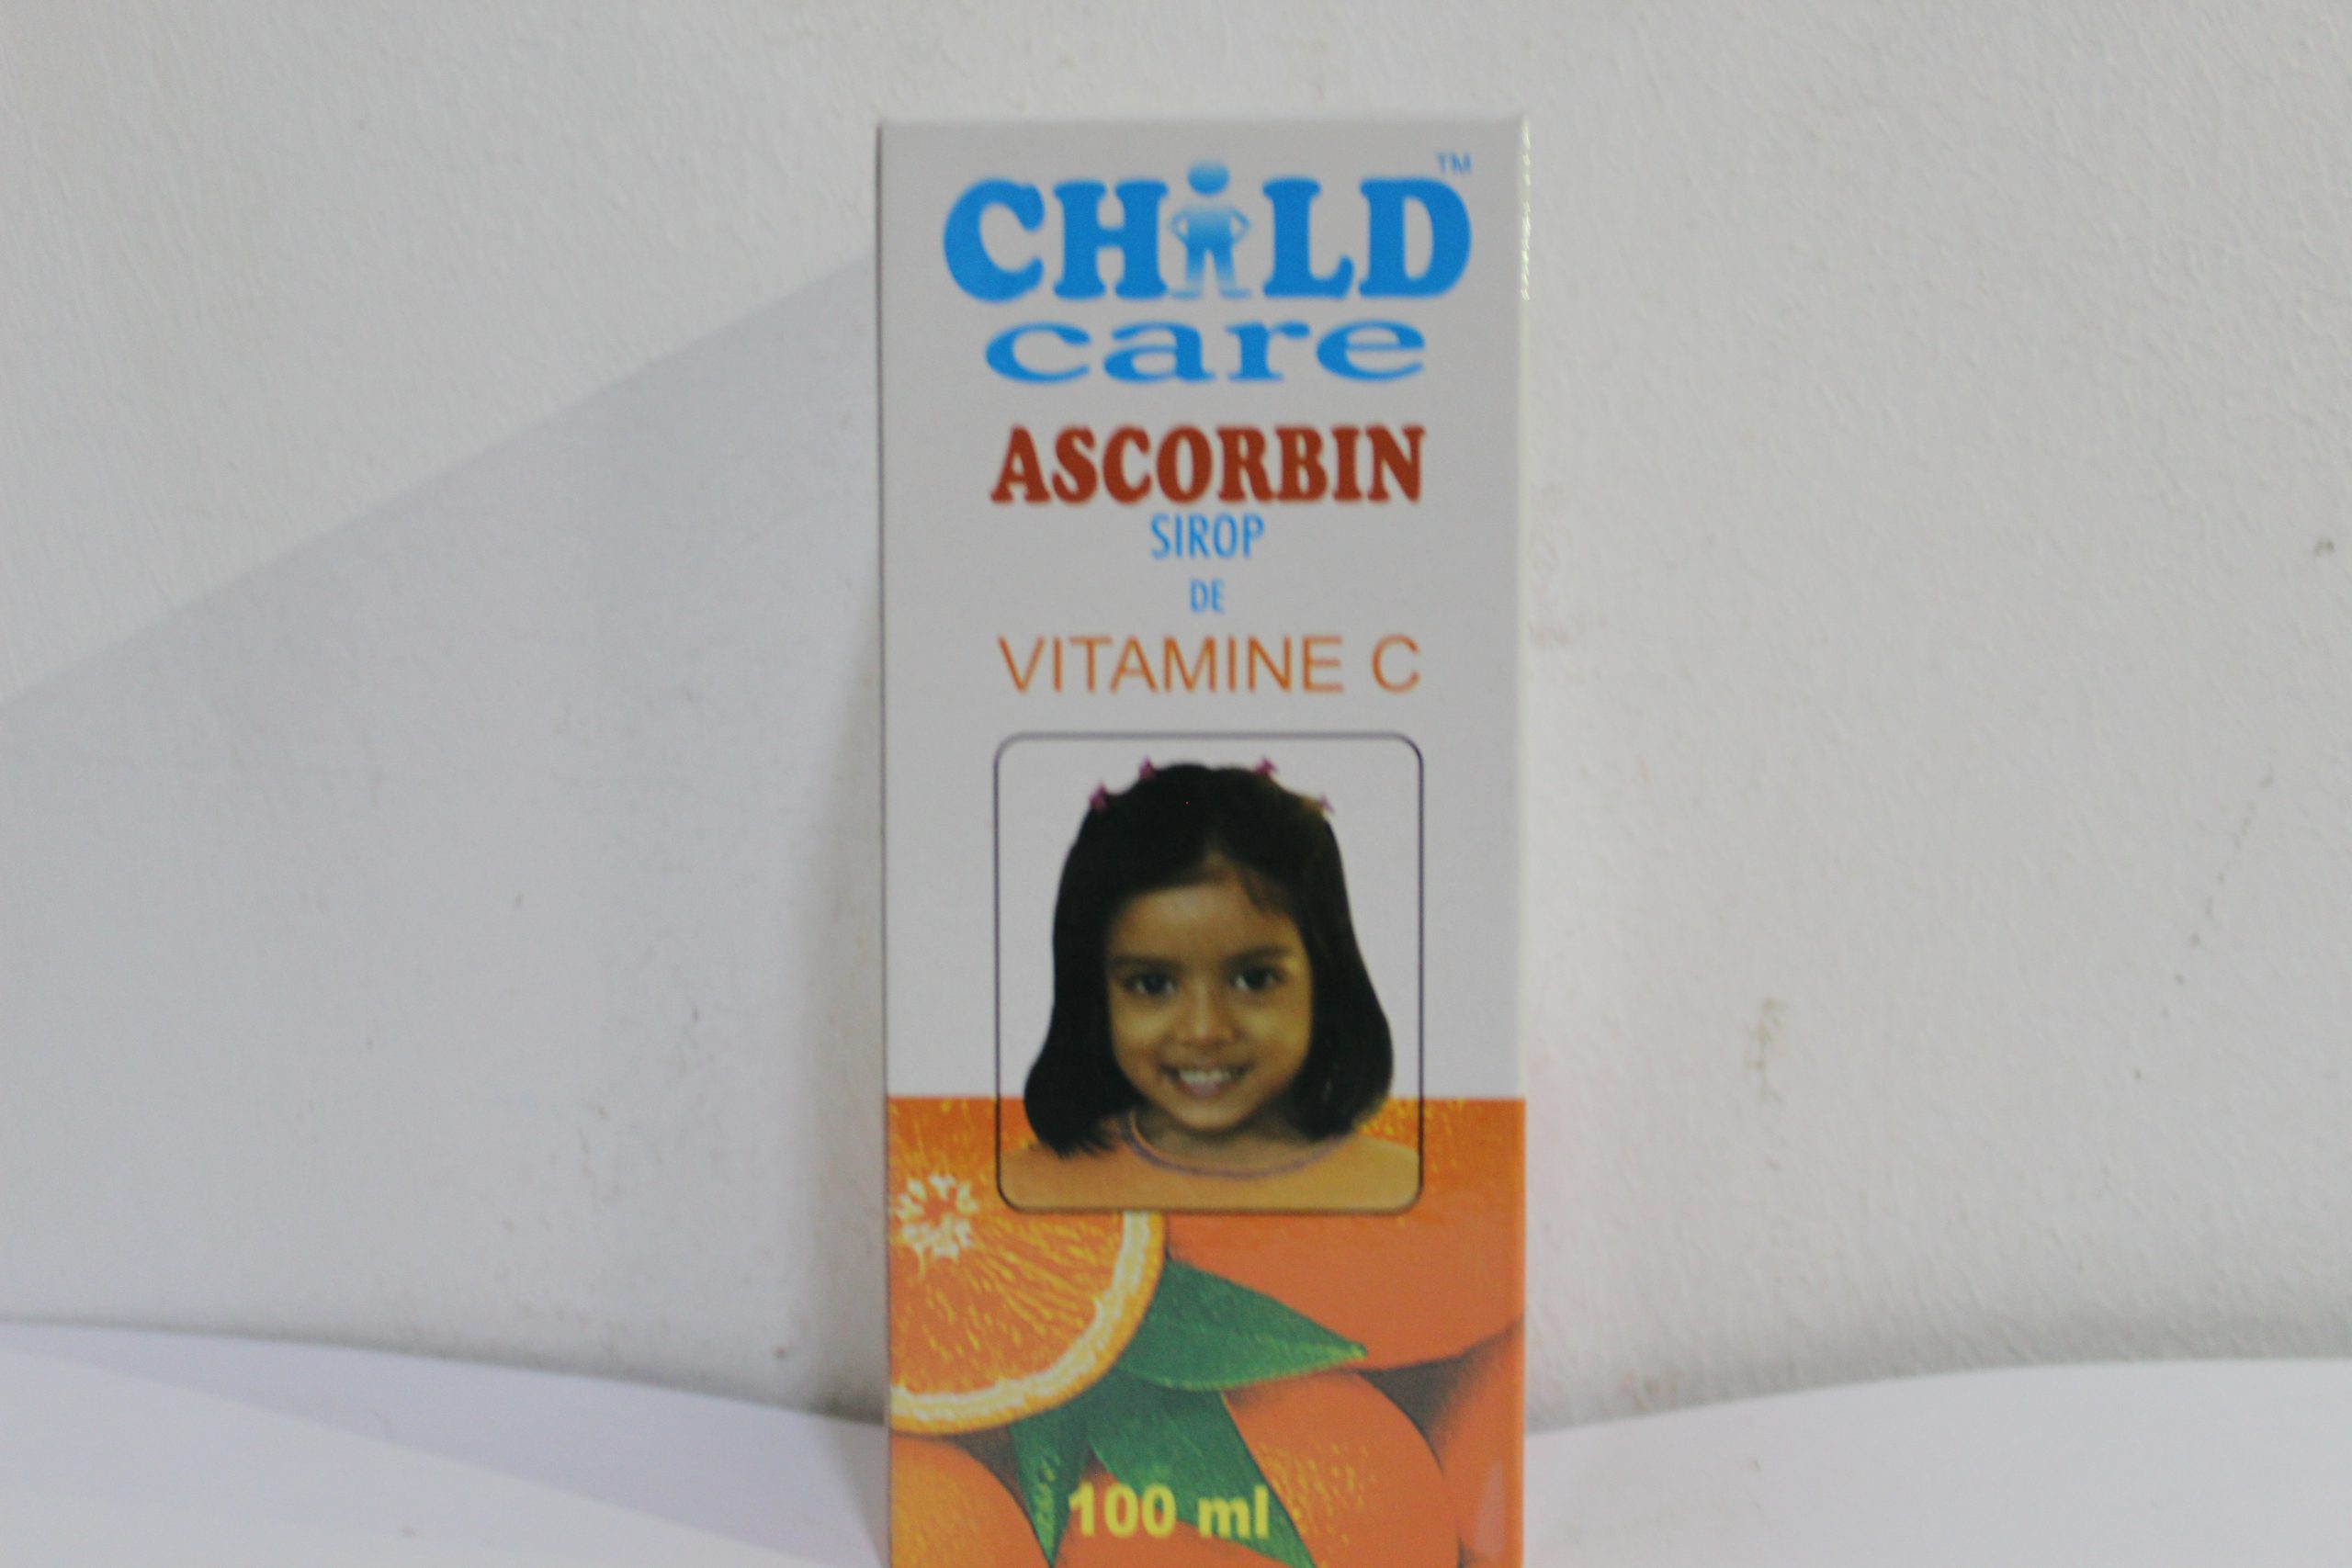 CHiLD™
care
ASCORBIN
SIROP
DE
VITAMINE C
100 ml